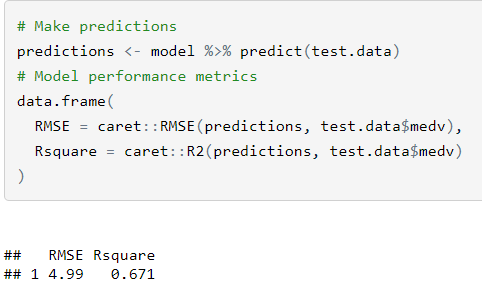 # Make predictions
predictions <- model %>% predict(test.data)
# Model performance metrics
data.frame(
  RMSE = caret::RMSE(predictions, test.data$medv),
  Rsquare = caret::R2(predictions, test.data$medv)
)
##   RMSE Rsquare
## 1 4.99   0.671